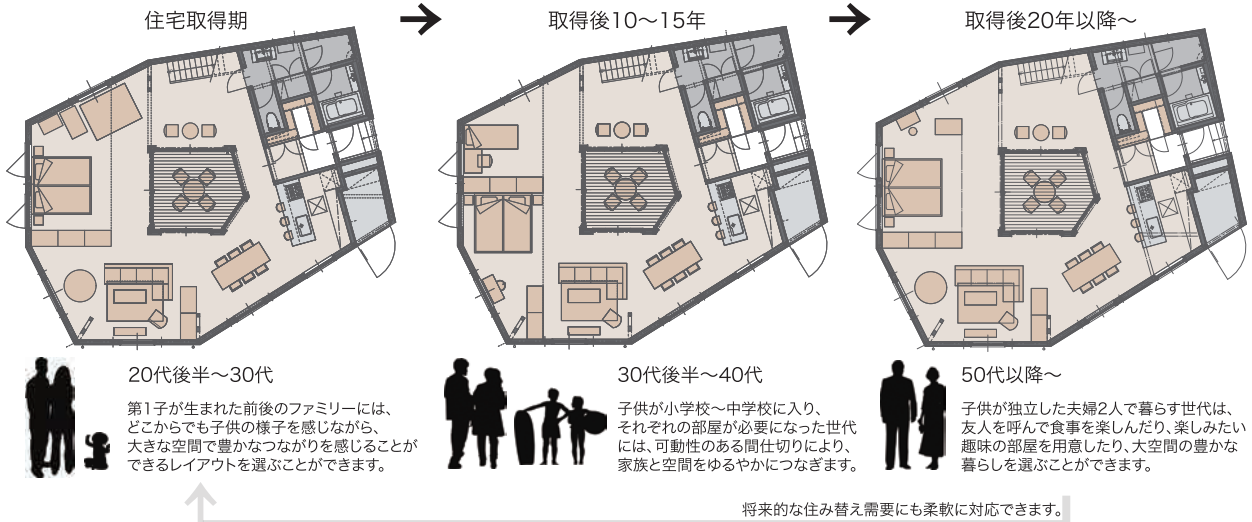 住宅取得期
取得後10〜15年
取得後20年以降〜
20代後半〜30代
第1子が生まれた前後のファミリーには、
どこからでも子供の様子を感じながら、
大きな空間で豊かなつながりを感じることが
できるレイアウトを選ぶことができます。
30代後半〜40代
子供が小学校〜中学校に入り、
それぞれの部屋が必要になった世代
には、可動性のある間仕切りにより、
家族と空間をゆるやかにつなぎます。
50代以降〜
子供が独立した夫婦2人で暮らす世代は、
友人を呼んで食事を楽しんだり、楽しみたい
趣味の部屋を用意したり、大空間の豊かな
暮らしを選ぶことができます。
将来的な住み替え需要にも柔軟に対応できます。